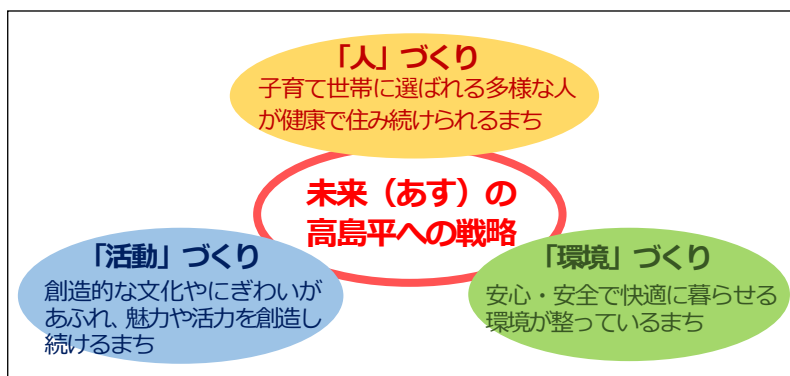 「人」づくり
子育て世帯に選ばれる多様な人
が健康で住み続けられるまち
未来（あす）の
高島平への戦略
「活動」づくり
創造的な文化やにぎわいが
あふれ、魅力や活力を創造し
続けるまち
「環境」づくり
安心・安全で快適に暮らせる
環境が整っているまち